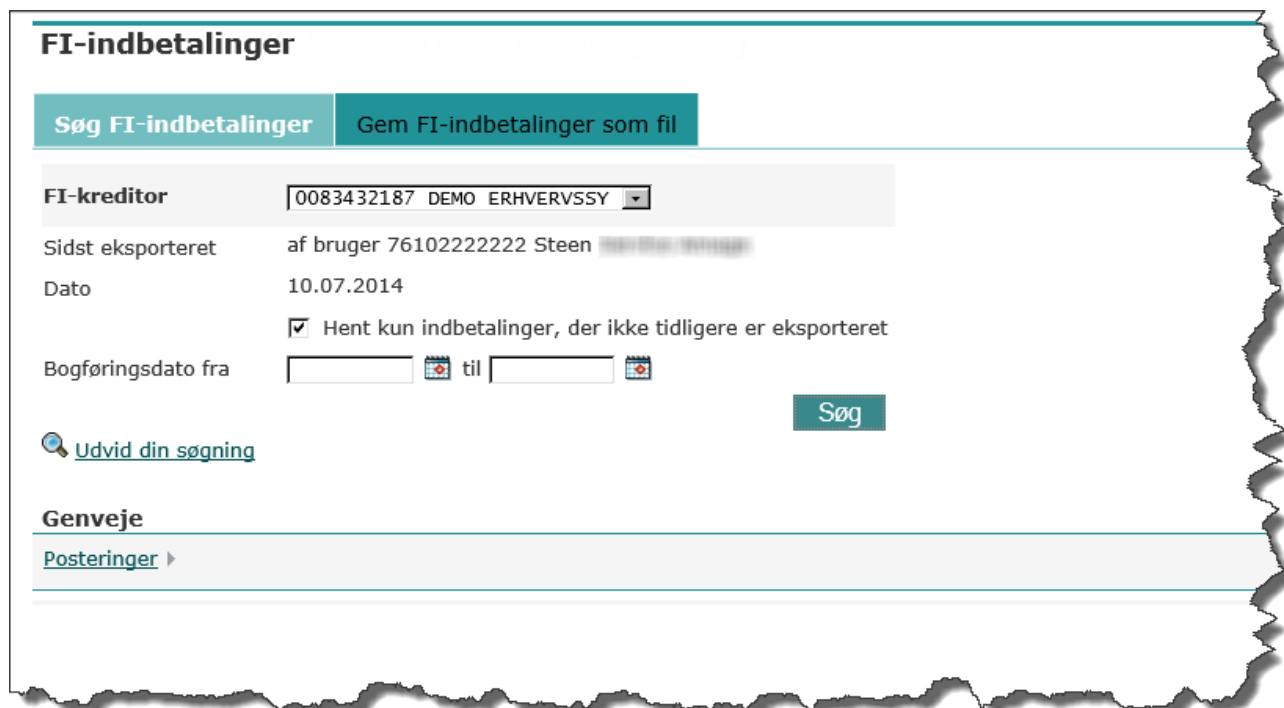 FI-indbetalinger
Søg FI-indbetalinger Gem FI-indbetalinger som fil
FI-kreditor 0083432187 DEMO ERHVERVSSY
Sidst eksporteret af bruger 76102222222 Steen
Dato 10.07.2014
Hent kun indbetalinger, der ikke tidligere er eksporteret
Bogføringsdato fra til
Søg
Udvid din søgning
Genveje
Posteringer